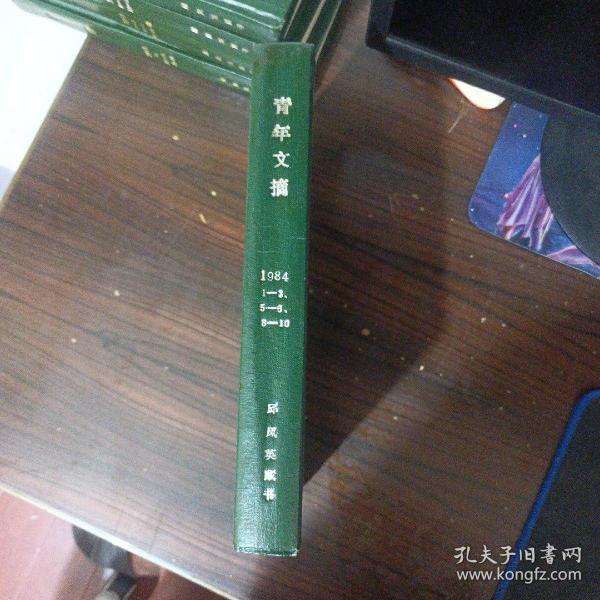 青年文摘
1984
1—3、
5—6、
8—10
邱凤英藏书
孔夫子旧书网
www.kongfz.com